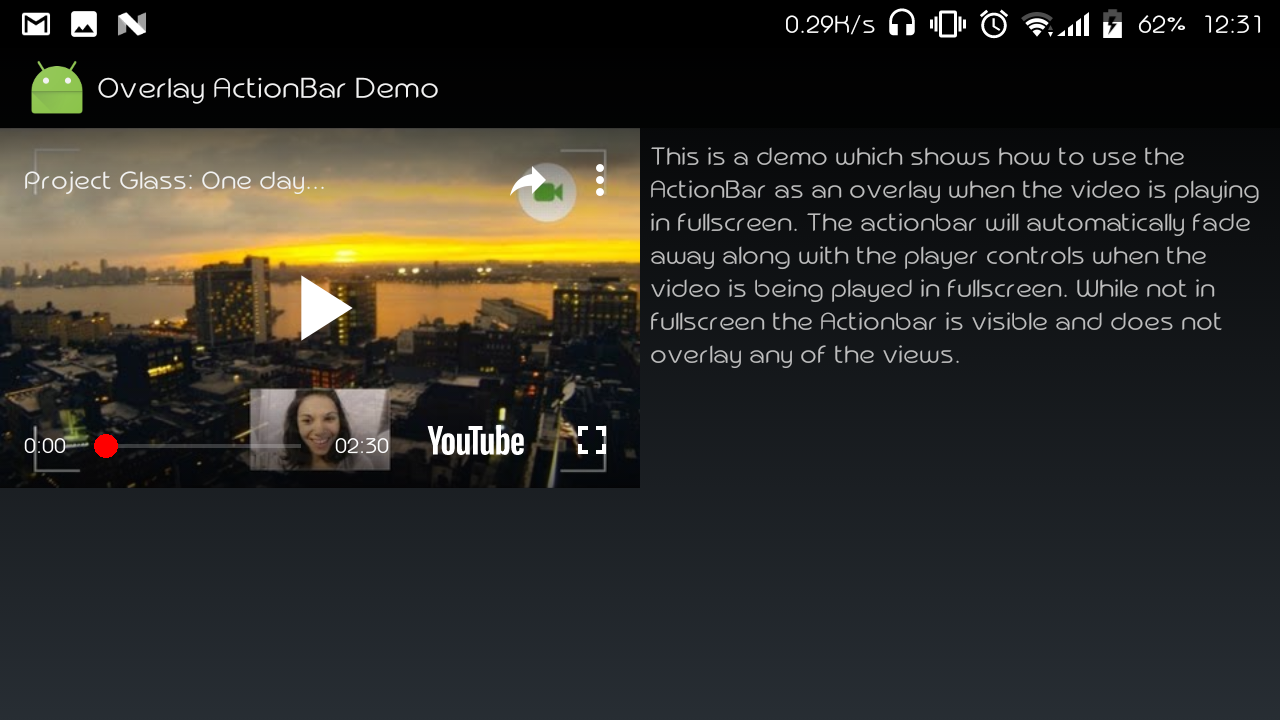 0.29K/s 62% 12:31
Overlay ActionBar Demo
Project Glass: One day...
0:00 02:30 YouTube
This is a demo which shows how to use the
ActionBar as an overlay when the video is playing
in fullscreen. The actionbar will automatically fade
away along with the player controls when the
video is being played in fullscreen. While not in
fullscreen the Actionbar is visible and does not
overlay any of the views.